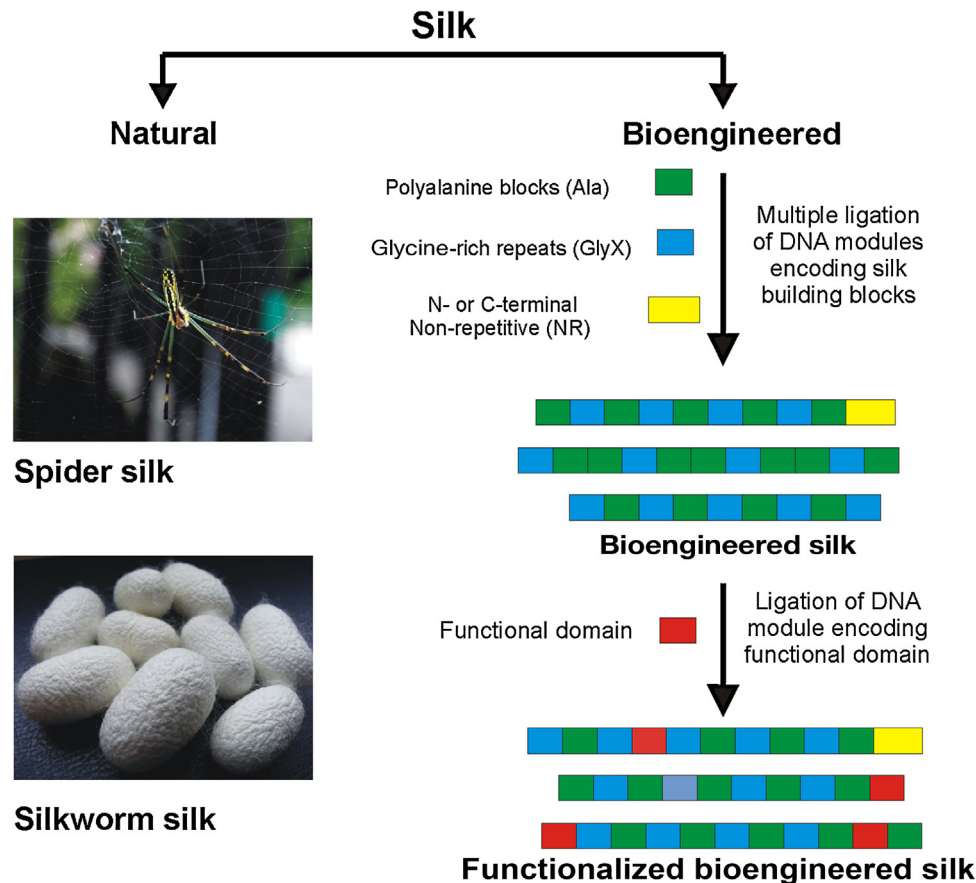 Silk
Natural
Bioengineered
Polyalanine blocks (Ala)
Glycine-rich repeats (GlyX)
N- or C-terminal
Non-repetitive (NR)
Multiple ligation
of DNA modules
encoding silk
building blocks
Spider silk
Bioengineered silk
Functional domain
Ligation of DNA
module encoding
functional domain
Silkworm silk
Functionalized bioengineered silk